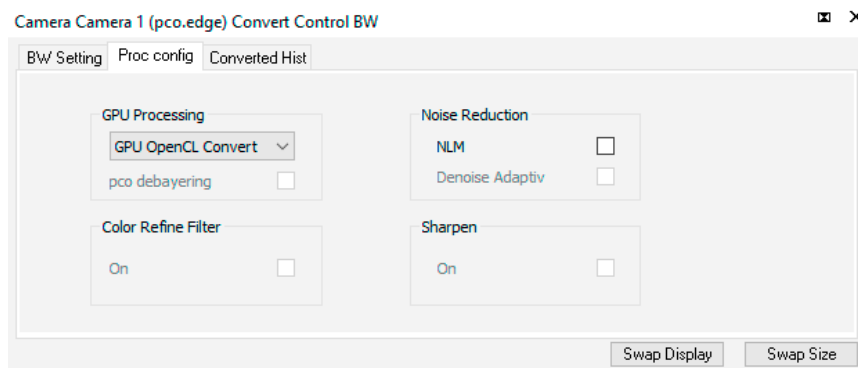 Camera Camera 1 (pco.edge) Convert Control BW
BW Setting Proc config Converted Hist
GPU Processing
GPU OpenCL Convert
pco debayering
Noise Reduction
NLM
Denoise Adaptiv
Color Refine Filter
On
Sharpen
On
Swap Display Swap Size